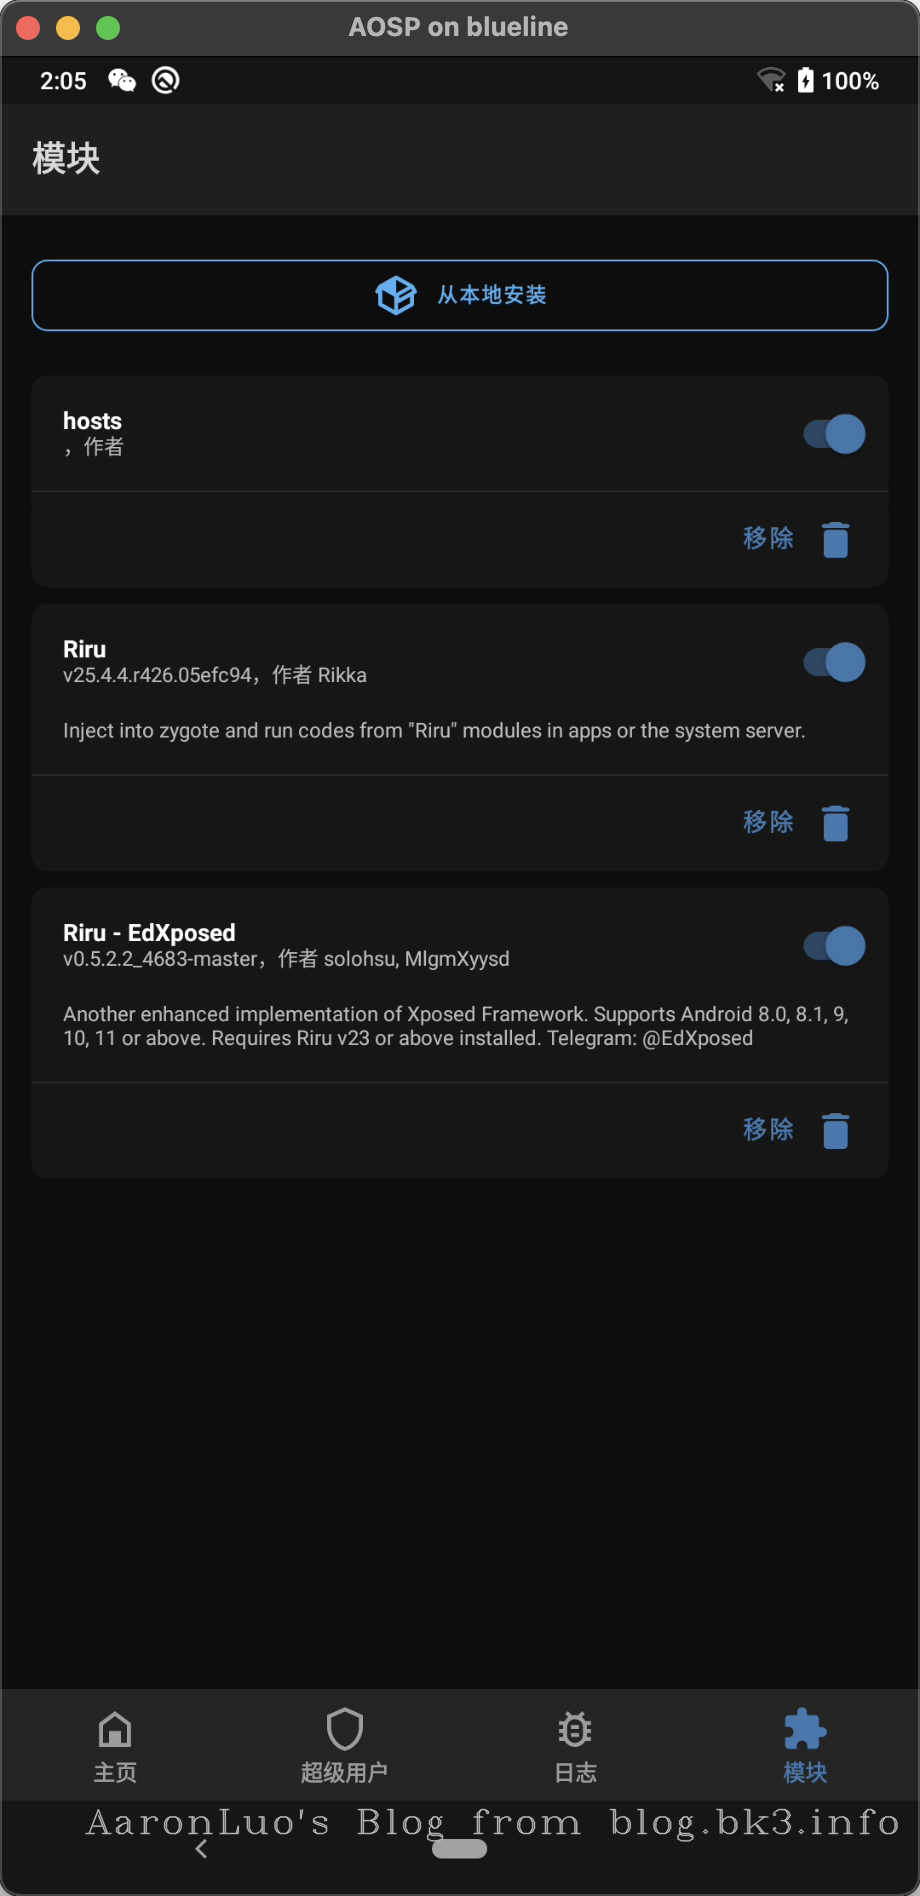 AOSP on blueline
2:05
100%
模块
从本地安装
hosts
，作者
移除
Riru
v25.4.4.r426.05efc94，作者 Rikka
Inject into zygote and run codes from "Riru" modules in apps or the system server.
移除
Riru - EdXposed
v0.5.2.2_4683-master，作者 solohsu, MlgmXyysd
Another enhanced implementation of Xposed Framework. Supports Android 8.0, 8.1, 9,
10, 11 or above. Requires Riru v23 or above installed. Telegram: @EdXposed
移除
主页
超级用户
日志
模块
AaronLuo's Blog from blog.bk3.info